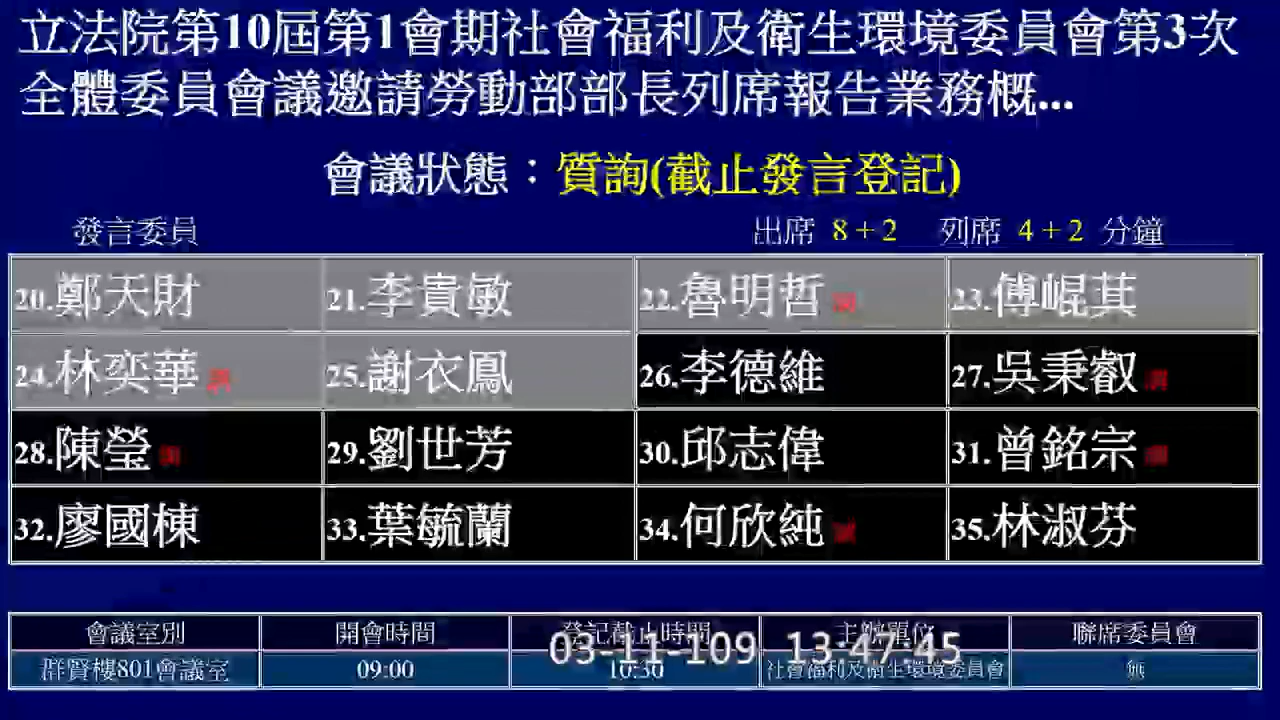 立法院第10屆第1會期社會福利及衛生環境委員會第3次
全體委員會議邀請勞動部部長列席報告業務概...
會議狀態：質詢(截止發言登記)
發言委員 出席 8 + 2 列席 4 + 2 分鐘
20.鄭天財 21.李貴敏 22.魯明哲 23.傅崐萁
24.林奕華 25.謝衣鳳 26.李德維 27.吳秉叡
28.陳瑩 29.劉世芳 30.邱志偉 31.曾銘宗
32.廖國棟 33.葉毓蘭 34.何欣純 35.林淑芬
會議室別 開會時間 登記截止時間 主辦單位 聯席委員會
03-11-109 13:47:45
群賢樓801會議室 09:00 10:30 社會福利及衛生環境委員會 無